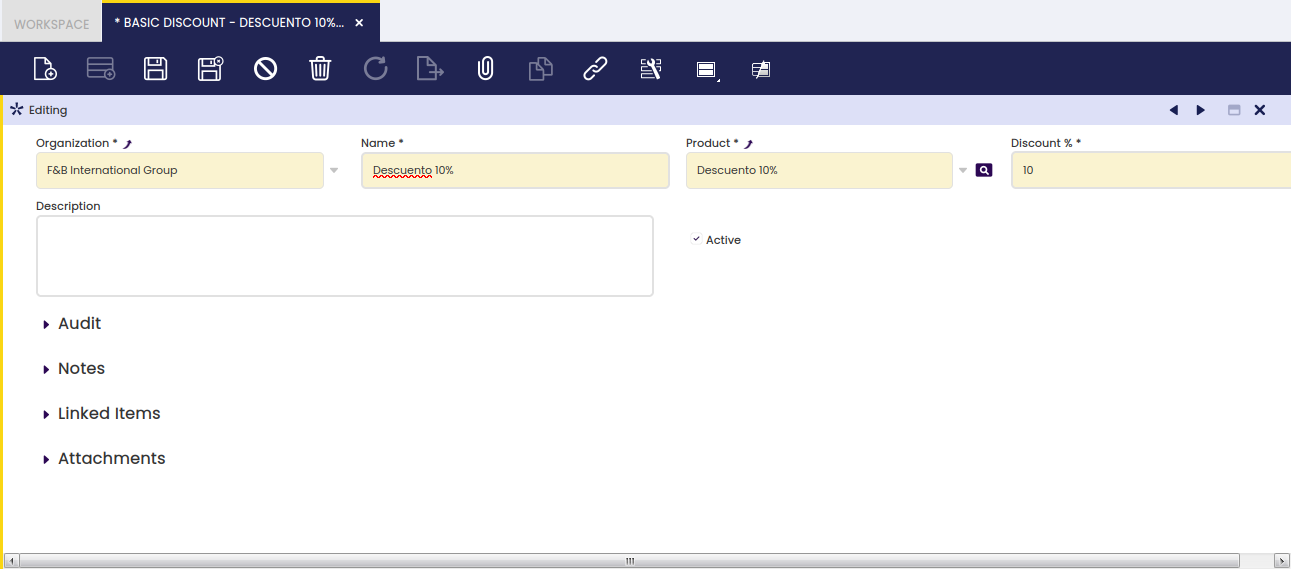 WORKSPACE
* BASIC DISCOUNT - DESCUENTO 10%...
Editing
Organization * Name * Product * Discount % *
F&B International Group Descuento 10% Descuento 10% 10
Description
Active
Audit
Notes
Linked Items
Attachments